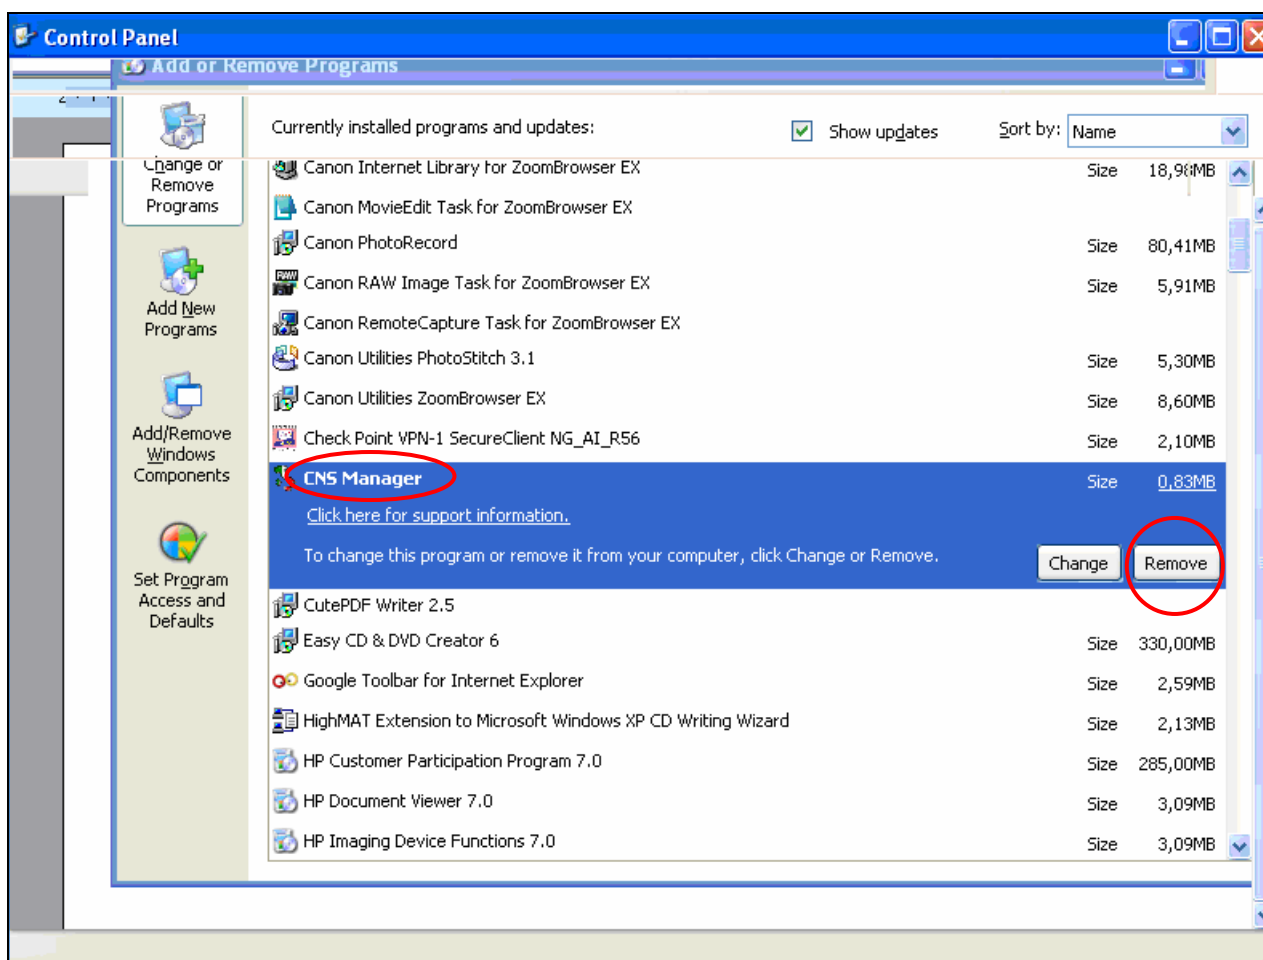 Control Panel
Add or Remove Programs
Currently installed programs and updates:
Show updates
Sort by: Name
Change or
Remove
Programs
Add New
Programs
Add/Remove
Windows
Components
Set Program
Access and
Defaults
Canon Internet Library for ZoomBrowser EX Size 18,98MB
Canon MovieEdit Task for ZoomBrowser EX
Canon PhotoRecord Size 80,41MB
Canon RAW Image Task for ZoomBrowser EX Size 5,91MB
Canon RemoteCapture Task for ZoomBrowser EX
Canon Utilities PhotoStitch 3.1 Size 5,30MB
Canon Utilities ZoomBrowser EX Size 8,60MB
Check Point VPN-1 SecureClient NG_AI_R56 Size 2,10MB
CNS Manager Size 0,83MB
Click here for support information.
To change this program or remove it from your computer, click Change or Remove. Change Remove
CutePDF Writer 2.5
Easy CD & DVD Creator 6 Size 330,00MB
Google Toolbar for Internet Explorer Size 2,59MB
HighMAT Extension to Microsoft Windows XP CD Writing Wizard Size 2,13MB
HP Customer Participation Program 7.0 Size 285,00MB
HP Document Viewer 7.0 Size 3,09MB
HP Imaging Device Functions 7.0 Size 3,09MB